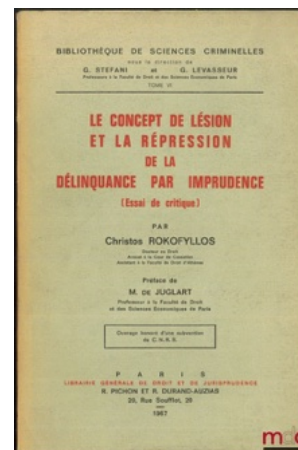 BIBLIOTHÈQUE DE SCIENCES CRIMINELLES
sous la direction de
G. STEFANI et G. LEVASSEUR
Professeurs à la Faculté de Droit et des Sciences Économiques de Paris
TOME VI
LE CONCEPT DE LÉSION
ET LA RÉPRESSION
DE LA
DÉLINQUANCE PAR IMPRUDENCE
(Essai de critique)
PAR
Christos ROKOFYLLOS
Docteur en Droit
Avocat à la Cour de Cassation
Assistant à la Faculté de Droit d'Athènes
Préface de
M. DE JUGLART
Professeur à la Faculté de Droit
et des Sciences Économiques de Paris
Ouvrage honoré d'une subvention
du C.N.R.S.
PARIS
LIBRAIRIE GÉNÉRALE DE DROIT ET DE JURISPRUDENCE
R. PICHON ET R. DURAND-AUZIAS
20, Rue Soufflot, 20
1967